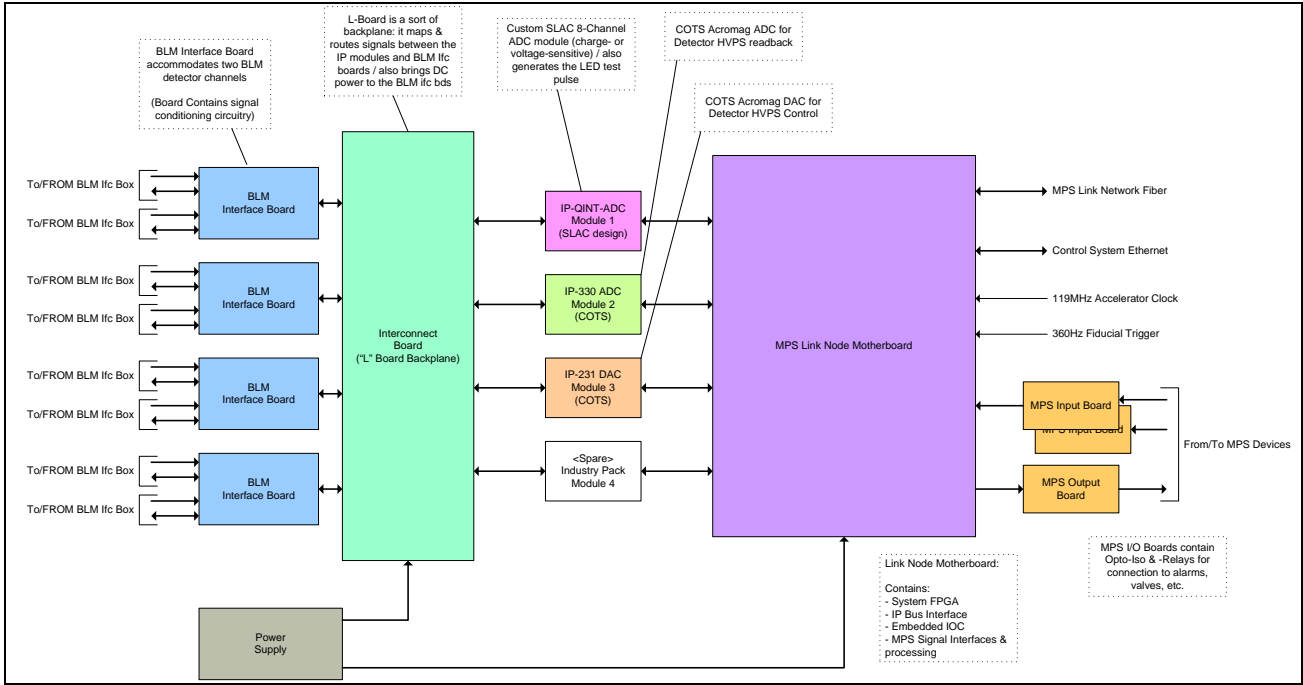 L-Board is a sort of
backplane: it maps &
routes signals between the
IP modules and BLM Ifc
boards / also brings DC
power to the BLM ifc bds
Custom SLAC 8-Channel
ADC module (charge- or
voltage-sensitive) / also
generates the LED test
pulse
COTS Acromag ADC for
Detector HVPS readback
BLM Interface Board
accommodates two BLM
detector channels
(Board Contains signal
conditioning circuitry)
COTS Acromag DAC for
Detector HVPS Control
To/FROM BLM Ifc Box
To/FROM BLM Ifc Box
BLM
Interface Board
To/FROM BLM Ifc Box
To/FROM BLM Ifc Box
BLM
Interface Board
To/FROM BLM Ifc Box
To/FROM BLM Ifc Box
BLM
Interface Board
To/FROM BLM Ifc Box
To/FROM BLM Ifc Box
BLM
Interface Board
Interconnect
Board
("L" Board Backplane)
IP-QINT-ADC
Module 1
(SLAC design)
IP-330 ADC
Module 2
(COTS)
IP-231 DAC
Module 3
(COTS)
<Spare>
Industry Pack
Module 4
MPS Link Node Motherboard
MPS Link Network Fiber
Control System Ethernet
119MHz Accelerator Clock
360Hz Fiducial Trigger
MPS Input Board
MPS Input Board
From/To MPS Devices
MPS Output
Board
MPS I/O Boards contain
Opto-Iso & -Relays for
connection to alarms,
valves, etc.
Link Node Motherboard:
Contains:
- System FPGA
- IP Bus Interface
- Embedded IOC
- MPS Signal Interfaces &
processing
Power
Supply